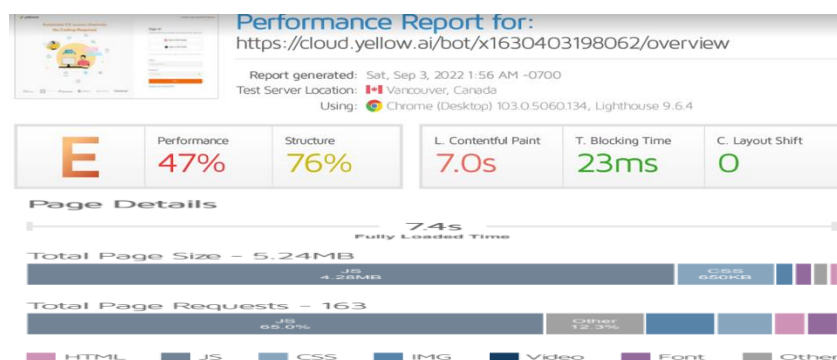 Performance Report for:
https://cloud.yellow.ai/bot/x1630403198062/overview
Report generated: Sat, Sep 3, 2022 1:56 AM -0700
Test Server Location: Vancouver, Canada
Using: Chrome (Desktop) 103.0.5060.134, Lighthouse 9.6.4
E
Performance
47%
Structure
76%
L. Contentful Paint
7.0s
T. Blocking Time
23ms
C. Layout Shift
0
Page Details
7.4s
Fully Loaded Time
Total Page Size - 5.24MB
JS
4.28MB
CSS
650KB
Total Page Requests - 163
JS
65.0%
Other
12.3%
HTML JS CSS IMG Video Font Other